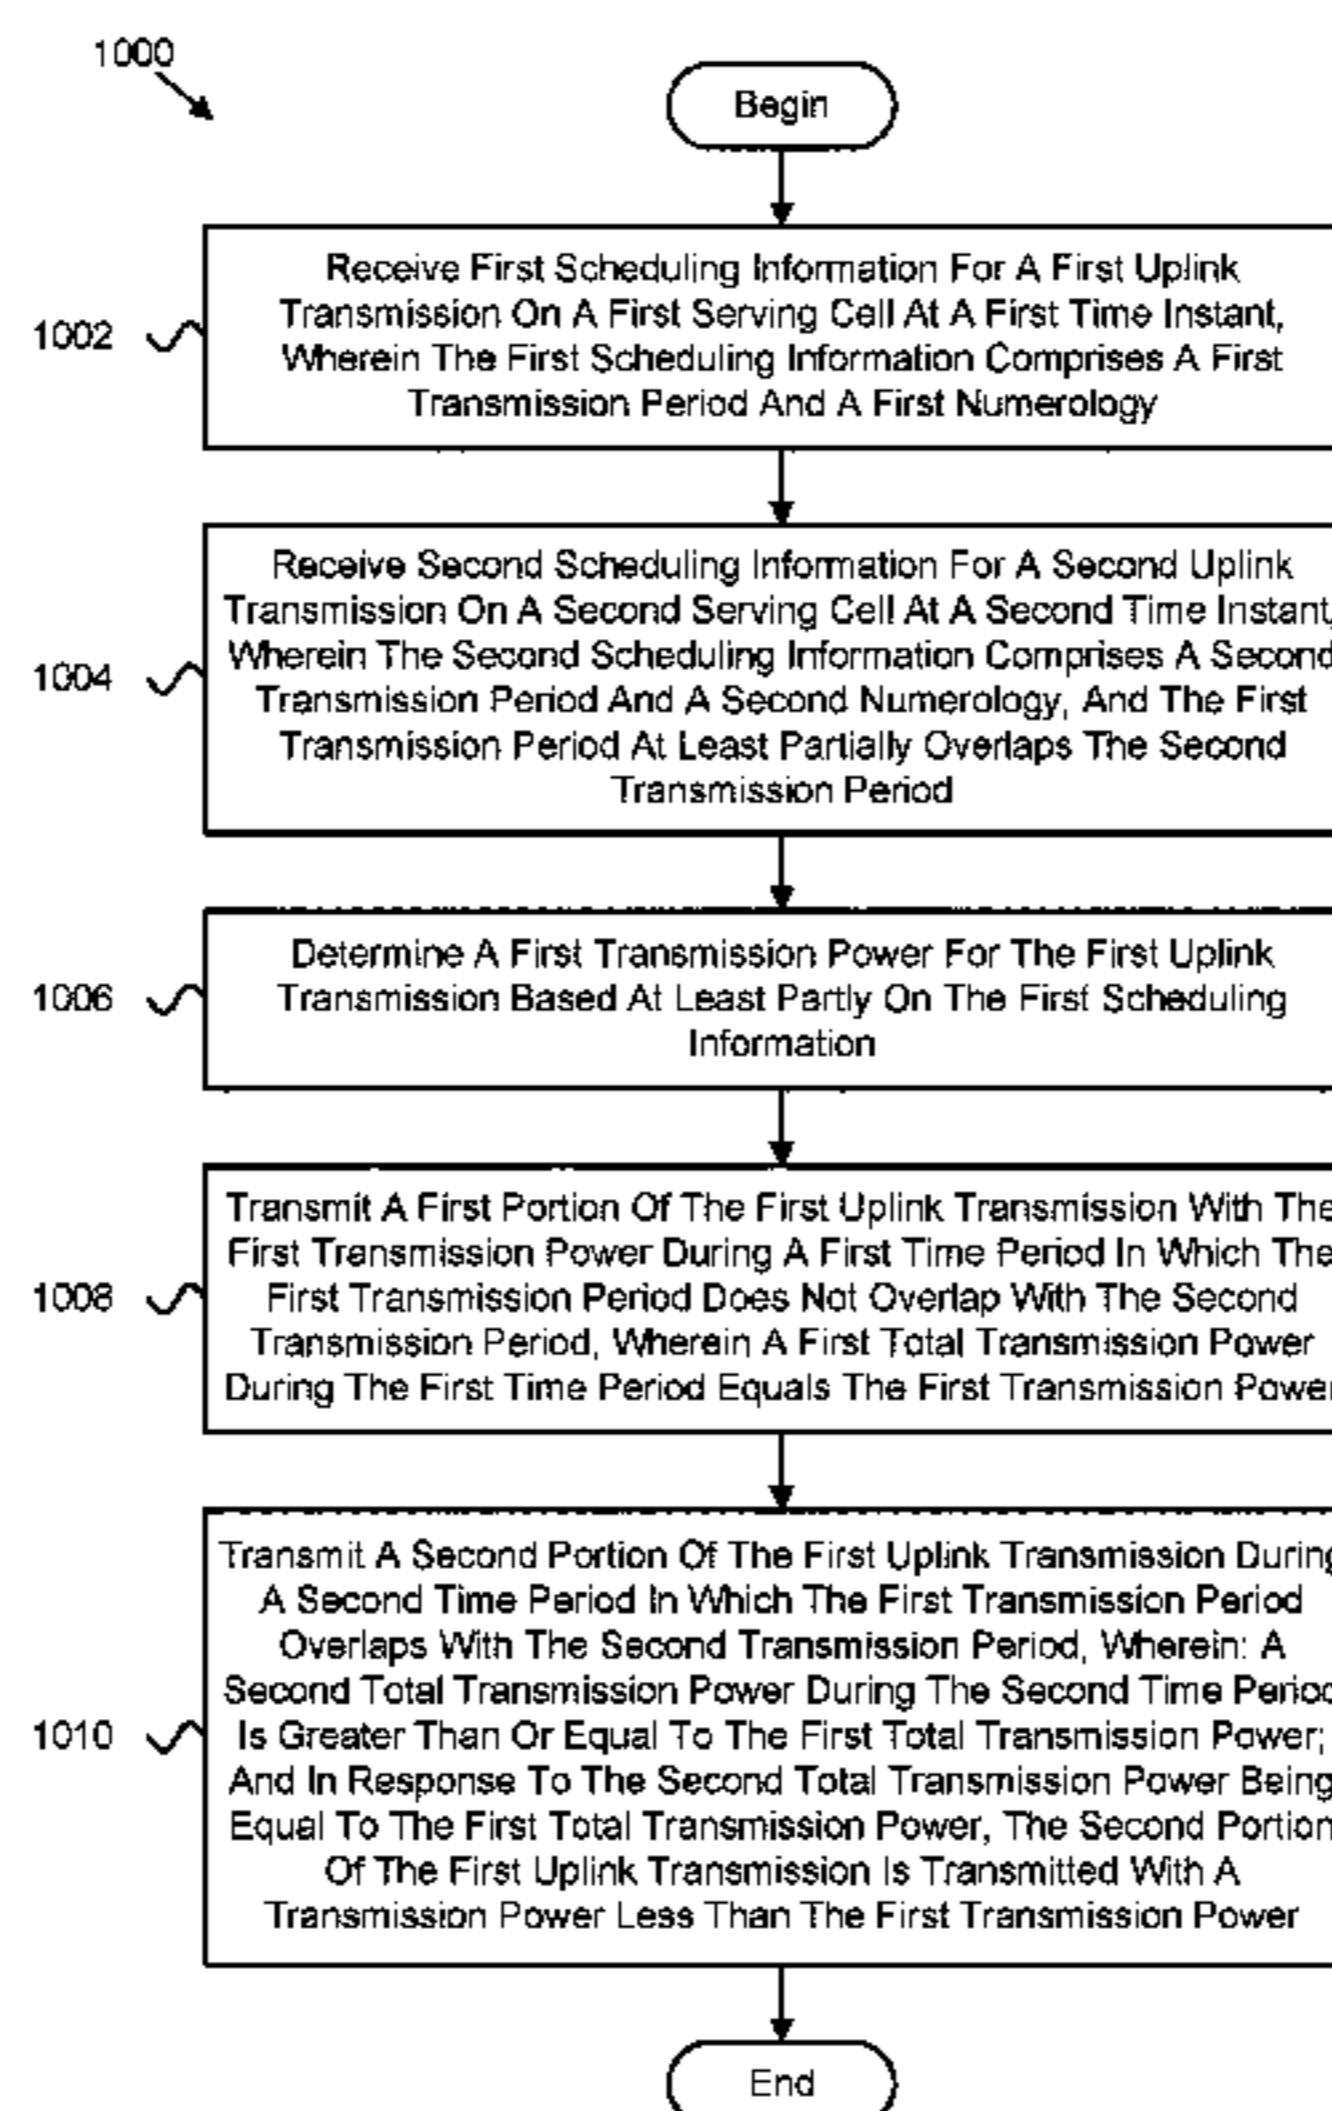 1000
Begin
1002
Receive First Scheduling Information For A First Uplink
Transmission On A First Serving Cell At A First Time Instant,
Wherein The First Scheduling Information Comprises A First
Transmission Period And A First Numerology
1004
Receive Second Scheduling Information For A Second Uplink
Transmission On A Second Serving Cell At A Second Time Instant,
Wherein The Second Scheduling Information Comprises A Second
Transmission Period And A Second Numerology, And The First
Transmission Period At Least Partially Overlaps The Second
Transmission Period
1006
Determine A First Transmission Power For The First Uplink
Transmission Based At Least Partly On The First Scheduling
Information
1008
Transmit A First Portion Of The First Uplink Transmission With The
First Transmission Power During A First Time Period In Which The
First Transmission Period Does Not Overlap With The Second
Transmission Period, Wherein A First Total Transmission Power
During The First Time Period Equals The First Transmission Power
1010
Transmit A Second Portion Of The First Uplink Transmission During
A Second Time Period In Which The First Transmission Period
Overlaps With The Second Transmission Period, Wherein: A
Second Total Transmission Power During The Second Time Period
Is Greater Than Or Equal To The First Total Transmission Power;
And In Response To The Second Total Transmission Power Being
Equal To The First Total Transmission Power, The Second Portion
Of The First Uplink Transmission Is Transmitted With A
Transmission Power Less Than The First Transmission Power
End